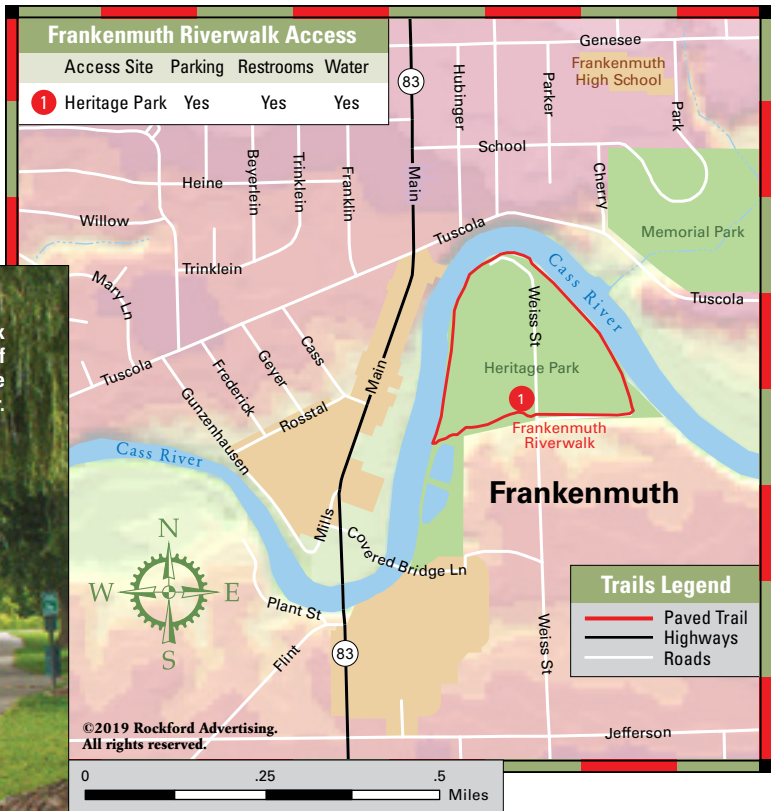 Frankenmuth Riverwalk Access
Access Site Parking Restrooms Water
1 Heritage Park Yes Yes Yes
83
Genesee
Frankenmuth
High School
Hubinger
Parker
Park
School
Cherry
Main
Beyerlein
Trinklein
Franklin
Heine
Willow
Tuscola
Memorial Park
Trinklein
Cass River
Tuscola
Mary Ln
Weiss St
Cass
Geyer
Frederick
Tuscola
Main
Heritage Park
1
Gunzenhausen
Rosstal
Frankenmuth
Riverwalk
Cass River
Frankenmuth
Mills
Covered Bridge Ln
N
W E
S
Plant St
Flint
83
Weiss St
Trails Legend
Paved Trail
Highways
Roads
Jefferson
©2019 Rockford Advertising.
All rights reserved.
0 .25 .5
Miles